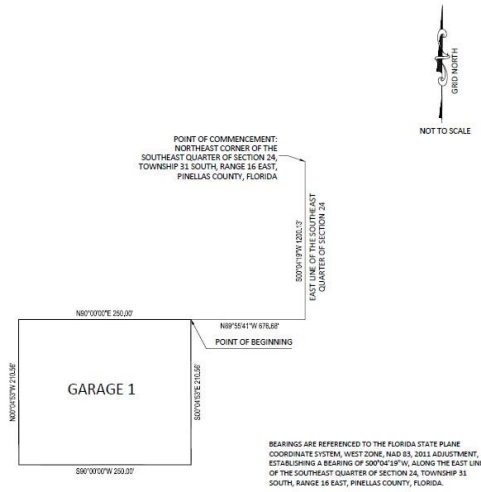 GRID NORTH
NOT TO SCALE
POINT OF COMMENCEMENT:
NORTHEAST CORNER OF THE
SOUTHEAST QUARTER OF SECTION 24,
TOWNSHIP 31 SOUTH, RANGE 16 EAST,
PINELLAS COUNTY, FLORIDA
S00°04'19"W 1200.13'
EAST LINE OF THE SOUTHEAST
QUARTER OF SECTION 24
N90°00'00"E 250.00'
N89°55'41"W 676.68'
POINT OF BEGINNING
N00°04'53"W 210.56'
GARAGE 1
S00°04'53"E 210.56'
S90°00'00"W 250.00'
BEARINGS ARE REFERENCED TO THE FLORIDA STATE PLANE
COORDINATE SYSTEM, WEST ZONE, NAD 83, 2011 ADJUSTMENT,
ESTABLISHING A BEARING OF S00°04'19"W, ALONG THE EAST LINE
OF THE SOUTHEAST QUARTER OF SECTION 24, TOWNSHIP 31
SOUTH, RANGE 16 EAST, PINELLAS COUNTY, FLORIDA.